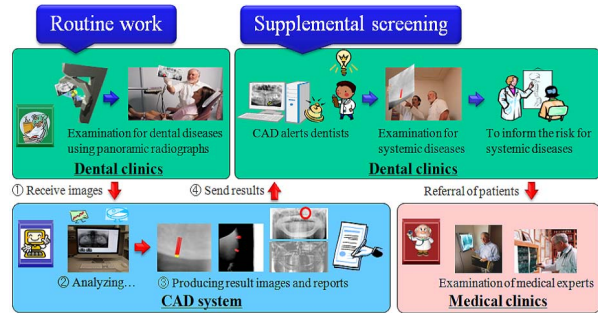 Routine work
Supplemental screening
Examination for dental diseases
using panoramic radiographs
Dental clinics
CAD alerts dentists
Examination for
systemic diseases
To inform the risk for
systemic diseases
Dental clinics
① Receive images
④ Send results
Referral of patients
② Analyzing…
③ Producing result images and reports
CAD system
Examination of medical experts
Medical clinics